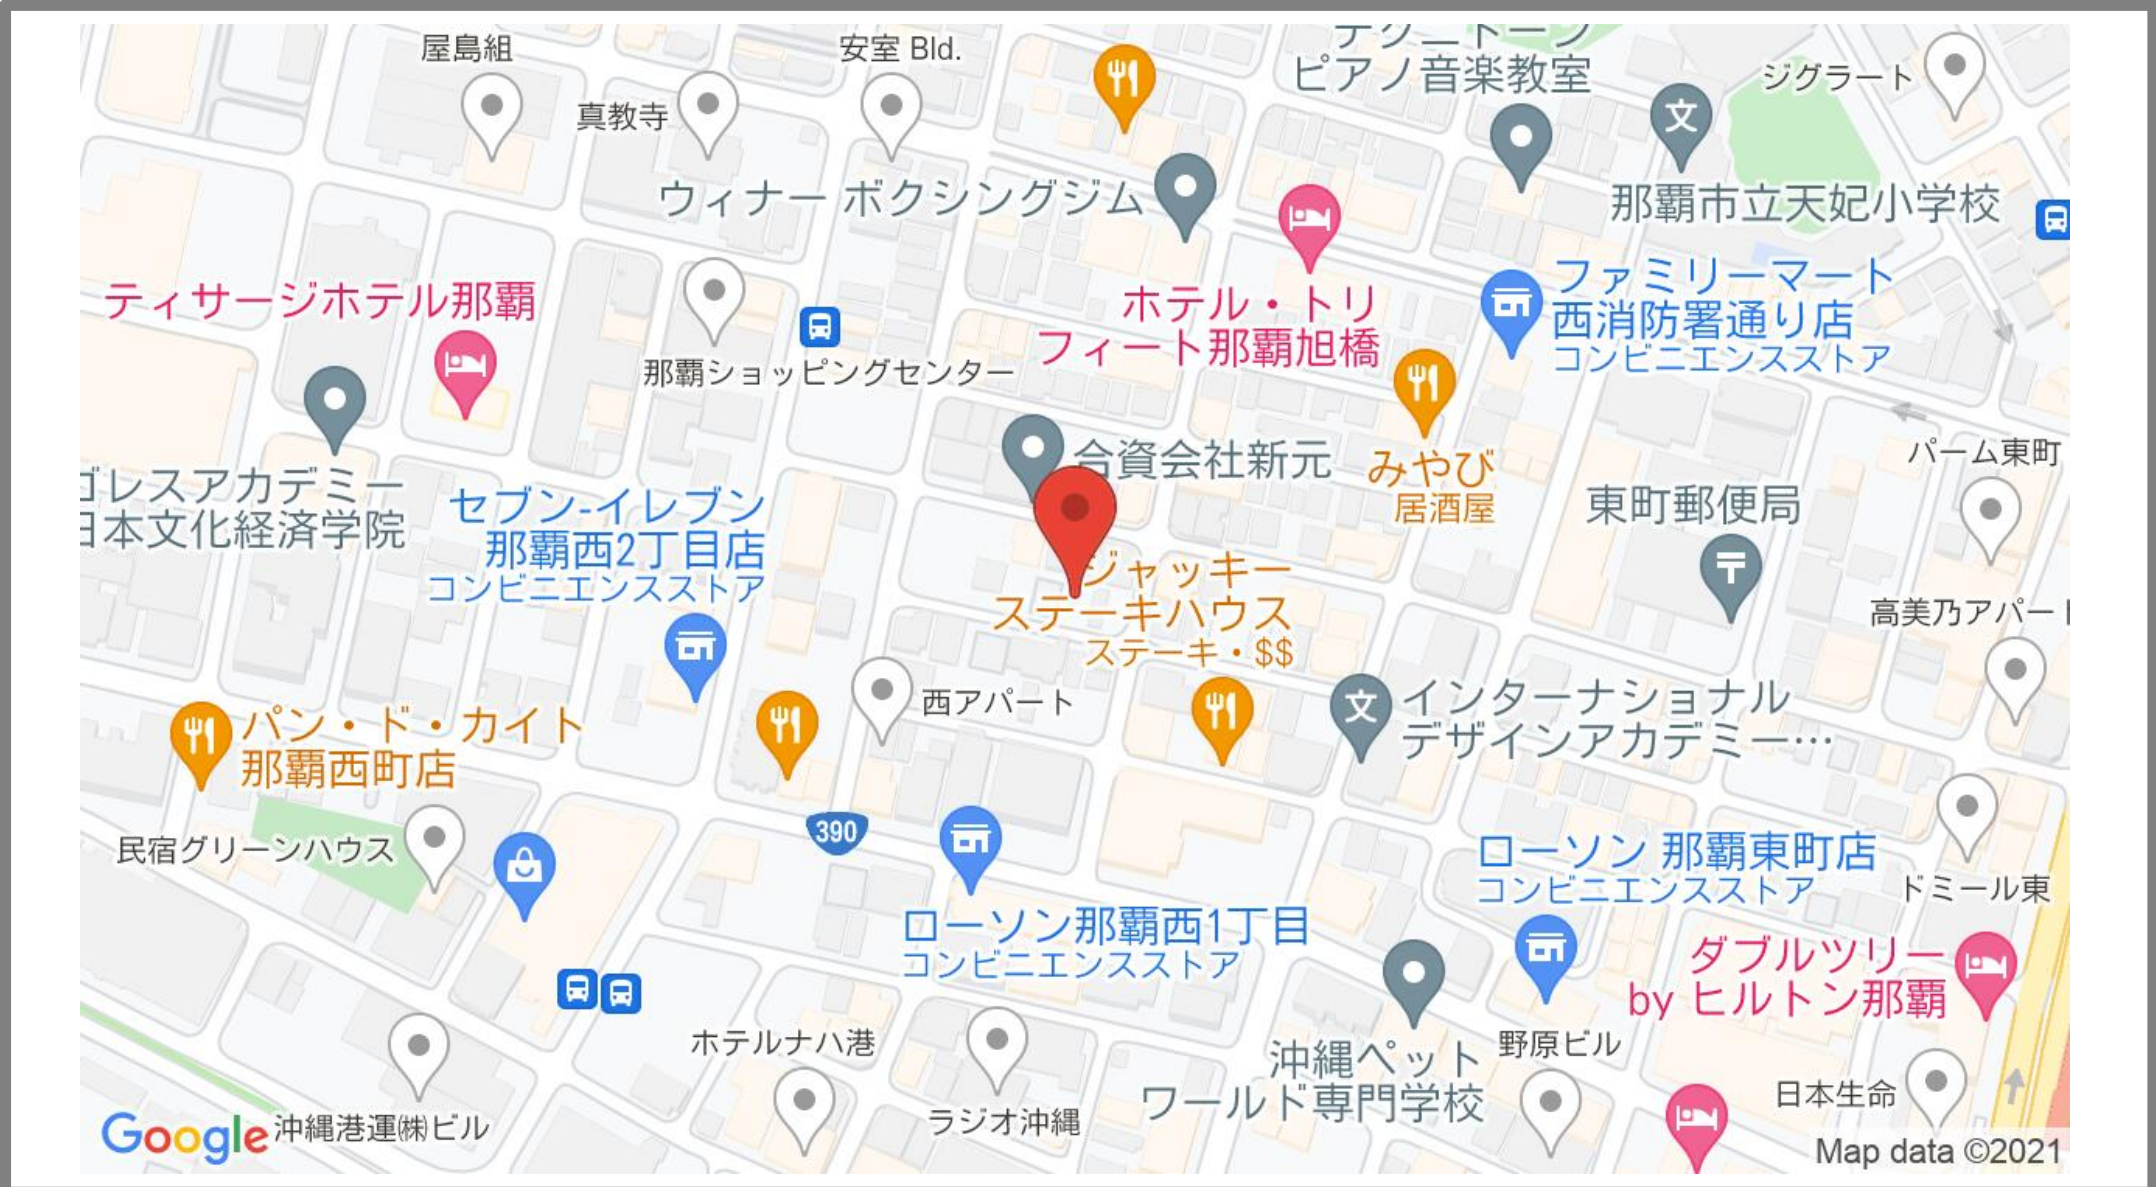 屋島組
安室 Bld.
ピアノ音楽教室
ジグラート
真教寺
文
ウィナー ボクシングジム
那覇市立天妃小学校
ティサージホテル那覇
那覇ショッピングセンター
ホテル・トリ
フィート那覇旭橋
ファミリーマート
西消防署通り店
コンビニエンスストア
合資会社新元
みやび
居酒屋
パーム東町
東町郵便局
〒
ゴレスアカデミー
日本文化経済学院
セブン-イレブン
那覇西2丁目店
コンビニエンスストア
ジャッキー
ステーキハウス
ステーキ・$$
高美乃アパート
西アパート
文
インターナショナル
デザインアカデミー…
パン・ド・カイト
那覇西町店
390
民宿グリーンハウス
ローソン那覇西1丁目
コンビニエンスストア
ローソン 那覇東町店
コンビニエンスストア
ドミール東
ダブルツリー
by ヒルトン那覇
ホテルナハ港
ラジオ沖縄
沖縄ペット
ワールド専門学校
野原ビル
日本生命
Google
沖縄港運㈱ビル
Map data ©2021